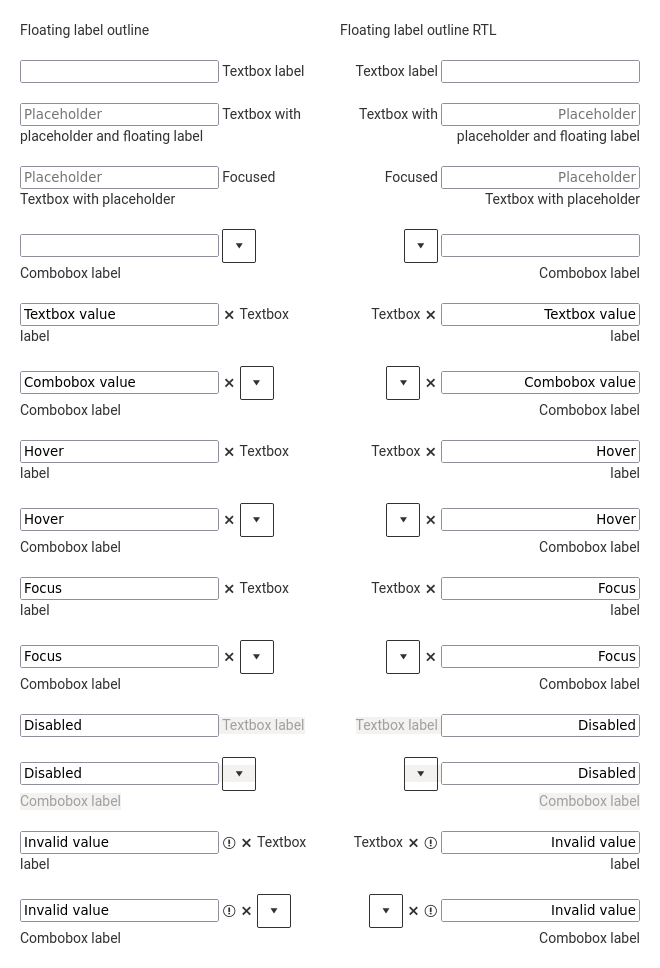 Floating label outline
Textbox label
Placeholder Textbox with
placeholder and floating label
Placeholder Focused
Textbox with placeholder
Combobox label
Textbox value Textbox
label
Combobox value
Combobox label
Hover Textbox
label
Hover
Combobox label
Focus Textbox
label
Focus
Combobox label
Disabled Textbox label
Disabled
Combobox label
Invalid value Textbox
label
Invalid value
Combobox label
Floating label outline RTL
Textbox label
Textbox with Placeholder
placeholder and floating label
Focused Placeholder
Textbox with placeholder
Combobox label
Textbox Textbox value
label
Combobox value
Combobox label
Textbox Hover
label
Hover
Combobox label
Textbox Focus
label
Focus
Combobox label
Textbox label Disabled
Disabled
Combobox label
Textbox Invalid value
label
Invalid value
Combobox label